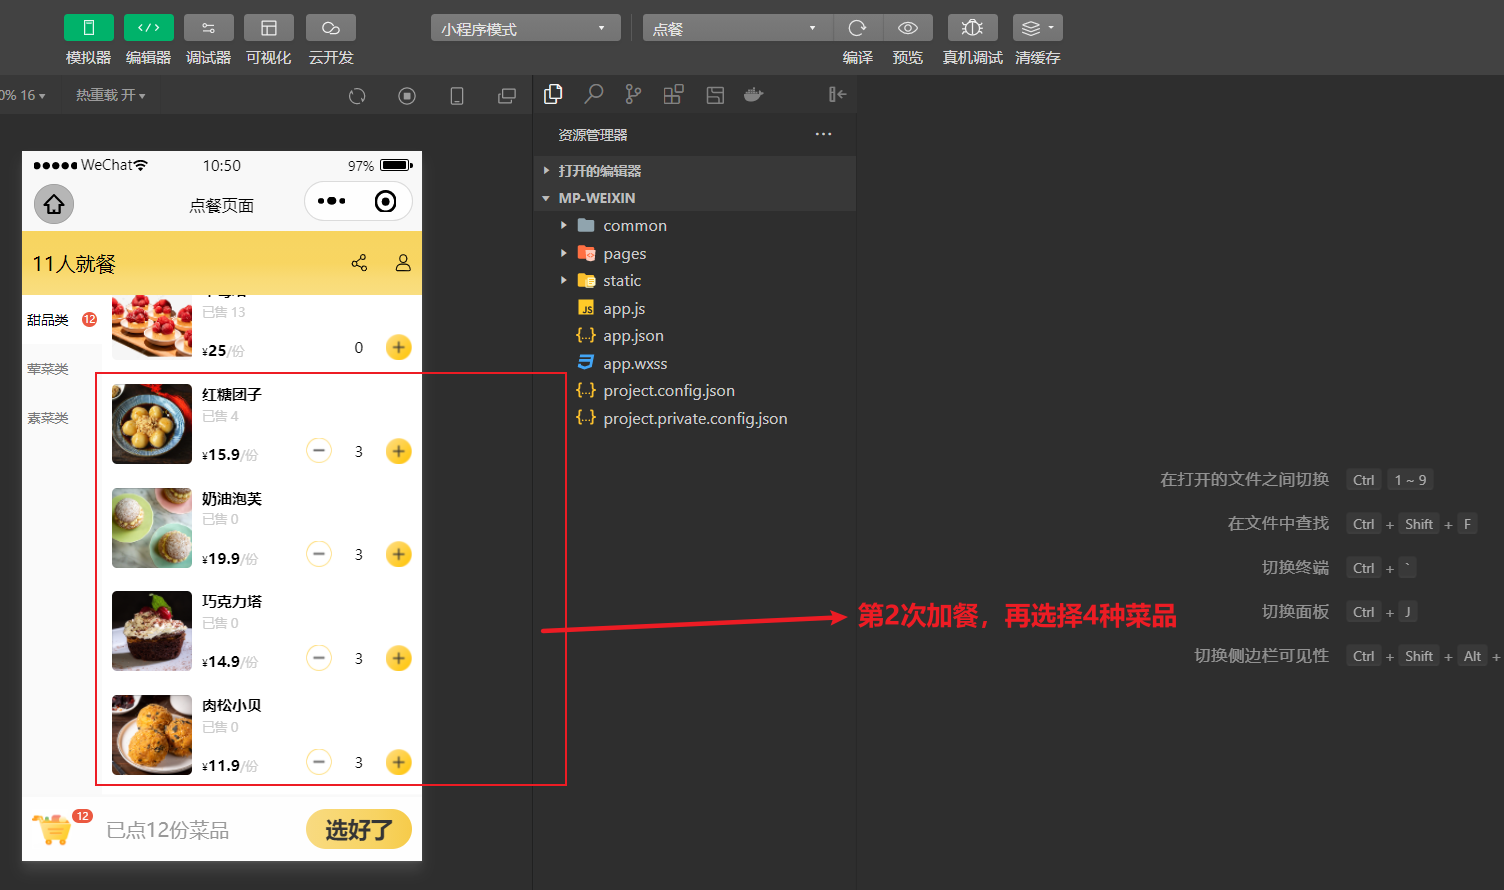 小程序模式
点餐
模拟器 编辑器 调试器 可视化 云开发
编译 预览 真机调试 清缓存
0% 16
热重载 开
资源管理器
打开的编辑器
MP-WEIXIN
common
pages
static
app.js
app.json
app.wxss
project.config.json
project.private.config.json
WeChat
10:50
97%
点餐页面
11人就餐
甜品类 12
荤菜类
素菜类
已售 13
¥25/份
0
红糖团子
已售 4
¥15.9/份
3
奶油泡芙
已售 0
¥19.9/份
3
巧克力塔
已售 0
¥14.9/份
3
肉松小贝
已售 0
¥11.9/份
3
12
已点12份菜品
选好了
第2次加餐，再选择4种菜品
在打开的文件之间切换 Ctrl 1 ~ 9
在文件中查找 Ctrl + Shift + F
切换终端 Ctrl + `
切换面板 Ctrl + J
切换侧边栏可见性 Ctrl + Shift + Alt +